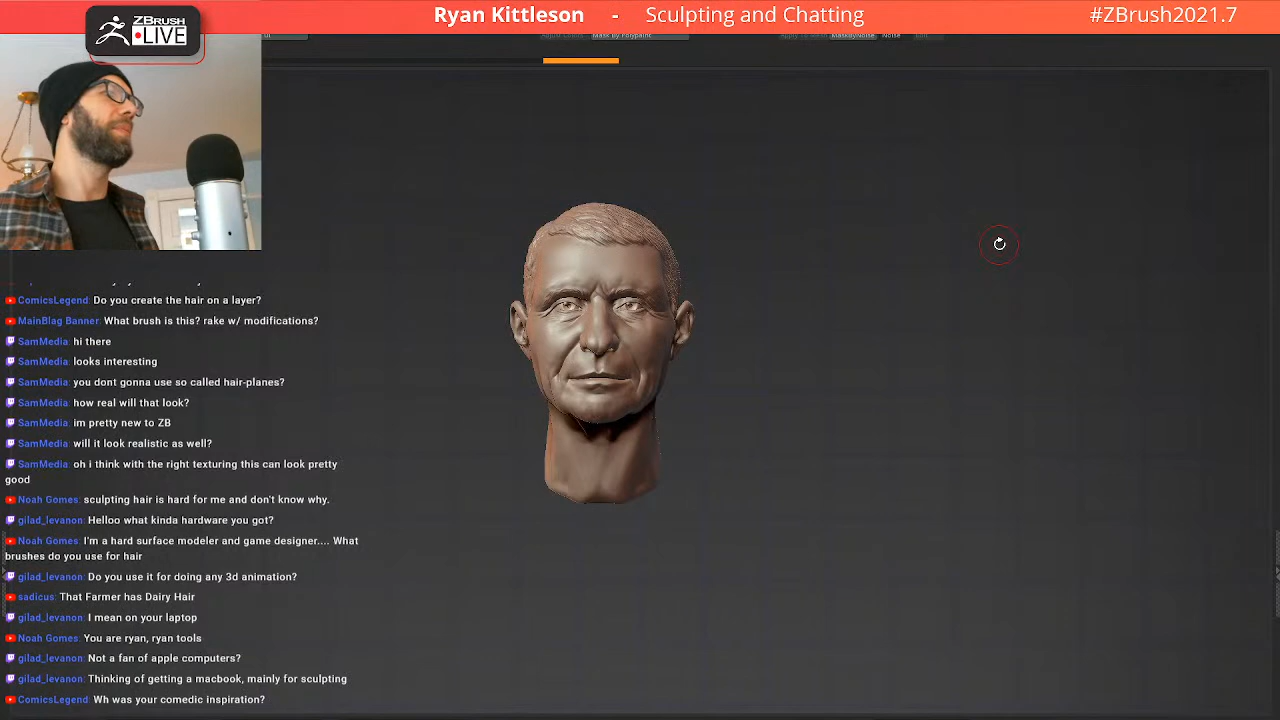 Ryan Kittleson - Sculpting and Chatting #ZBrush2021.7
ZBRUSH
LIVE
Mask By Polypaint
MaskByNoise Noise
ComicsLegend: Do you create the hair on a layer?
MainBlag Banner: What brush is this? rake w/ modifications?
SamMedia: hi there
SamMedia: looks interesting
SamMedia: you dont gonna use so called hair-planes?
SamMedia: how real will that look?
SamMedia: im pretty new to ZB
SamMedia: will it look realistic as well?
SamMedia: oh i think with the right texturing this can look pretty
good
Noah Gomes: sculpting hair is hard for me and don't know why.
gilad_levanon: Helloo what kinda hardware you got?
Noah Gomes: I'm a hard surface modeler and game designer.... What
brushes do you use for hair
gilad_levanon: Do you use it for doing any 3d animation?
sadicus: That Farmer has Dairy Hair
gilad_levanon: I mean on your laptop
Noah Gomes: You are ryan, ryan tools
gilad_levanon: Not a fan of apple computers?
gilad_levanon: Thinking of getting a macbook, mainly for sculpting
ComicsLegend: Wh was your comedic inspiration?